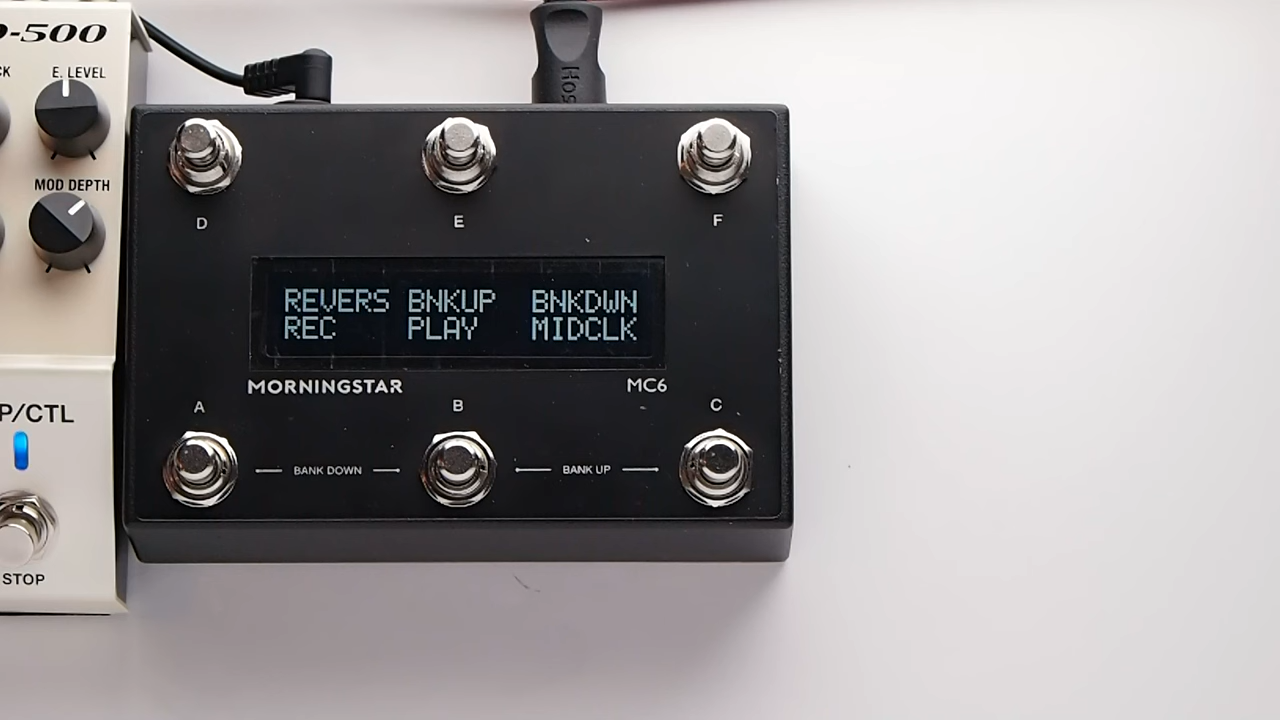 -500
E. LEVEL
MOD DEPTH
P/CTL
STOP
D E F
REVERS BNKUP BNKDWN
REC PLAY MIDCLK
MORNINGSTAR MC6
A B C
BANK DOWN BANK UP